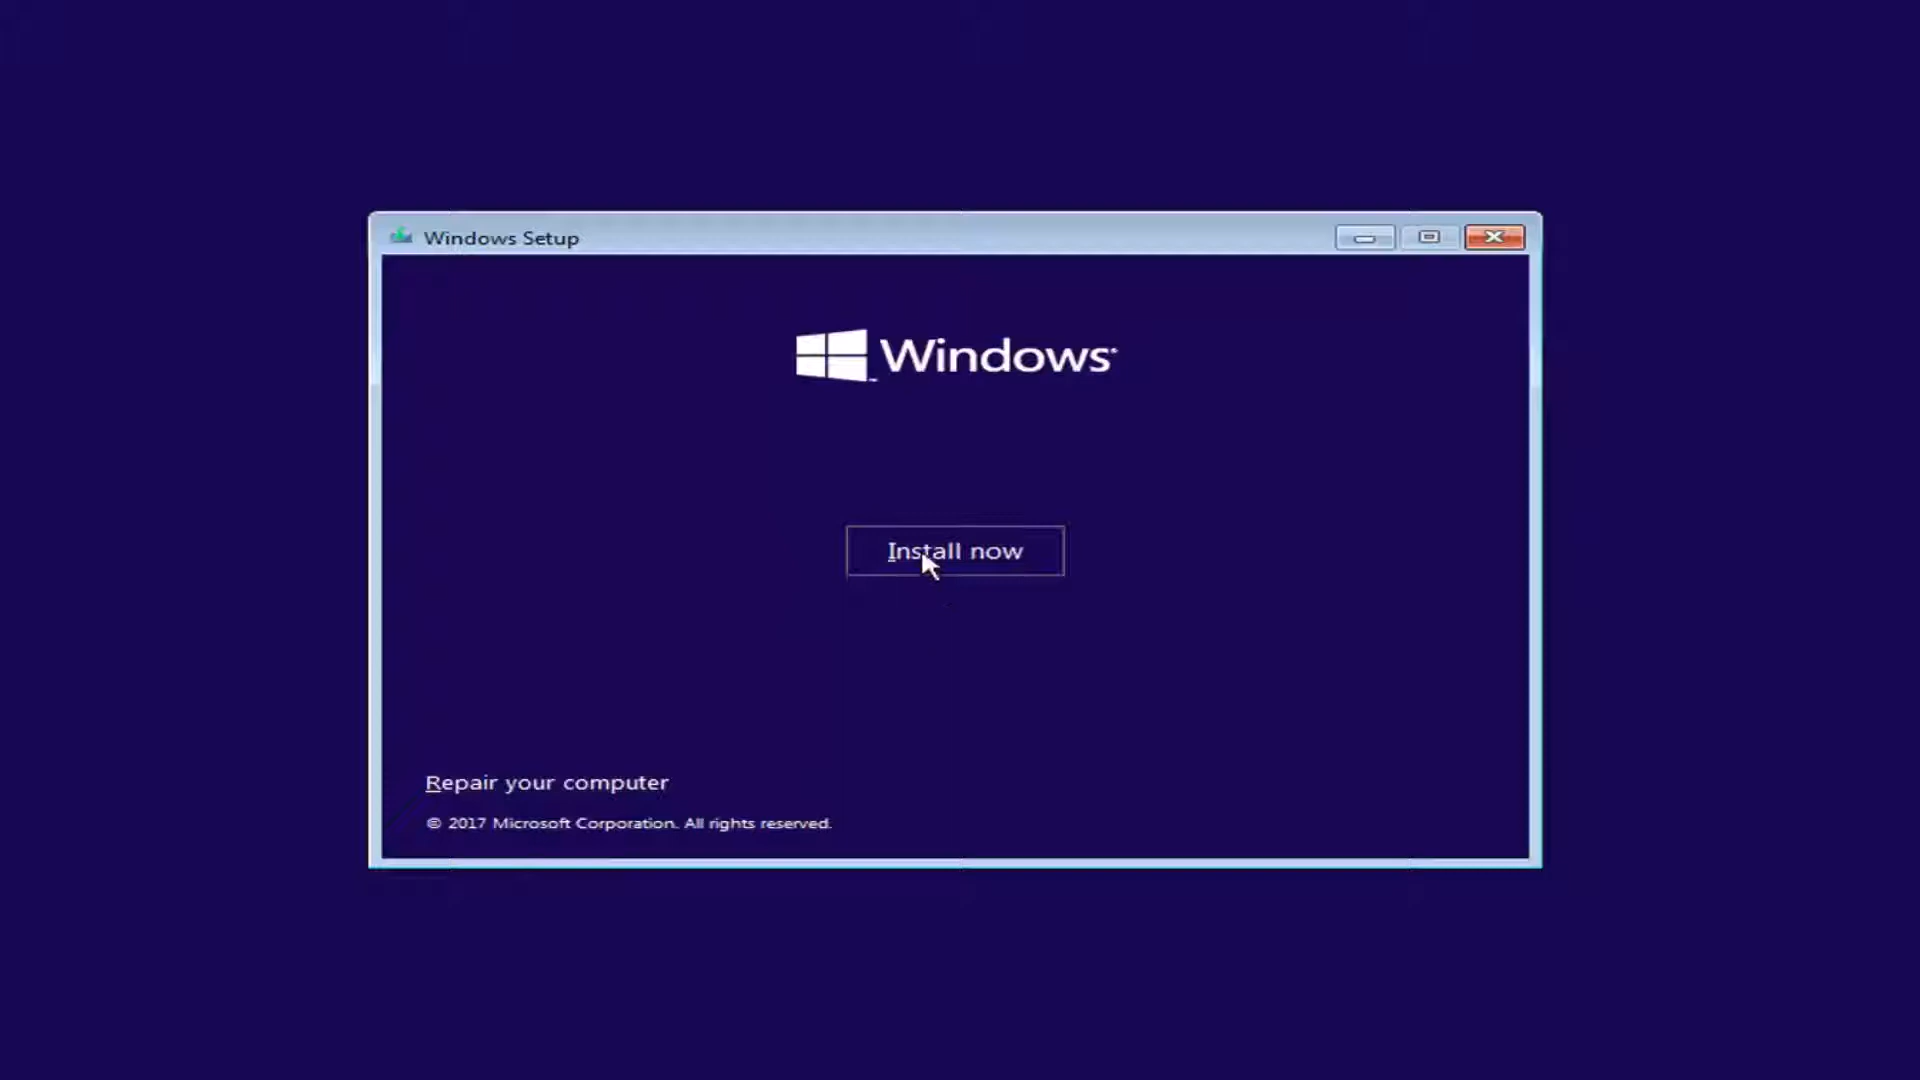 Windows Setup
Windows
Install now
Repair your computer
© 2017 Microsoft Corporation. All rights reserved.